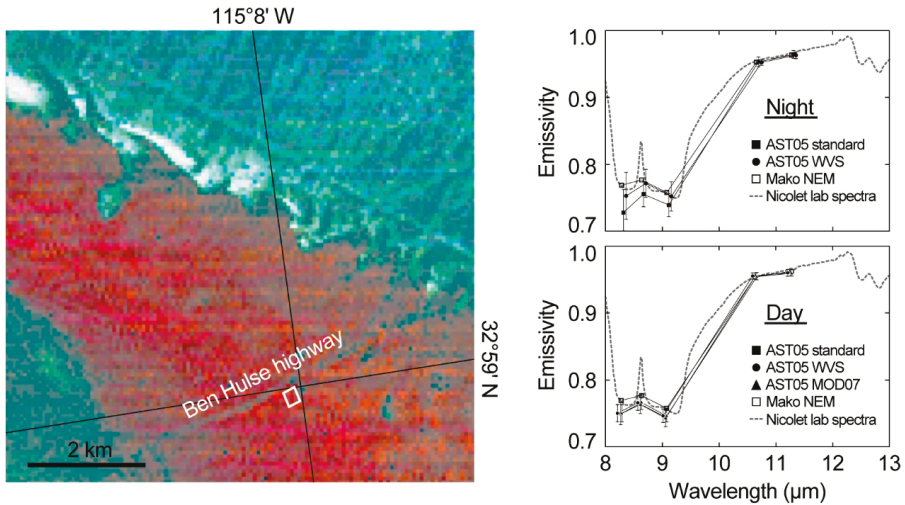 115°8' W
32°59' N
Ben Hulse highway
2 km
1.0
0.9
0.8
0.7
Emissivity
Night
AST05 standard
AST05 WVS
Mako NEM
Nicolet lab spectra
1.0
0.9
0.8
0.7
Emissivity
Day
AST05 standard
AST05 WVS
AST05 MOD07
Mako NEM
Nicolet lab spectra
8 9 10 11 12 13
Wavelength (μm)